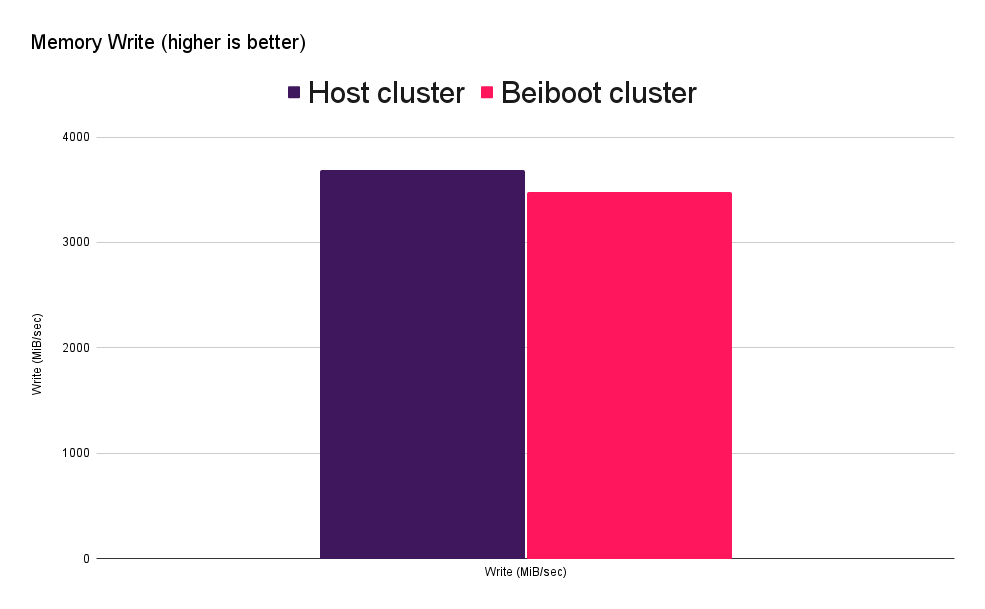 Memory Write (higher is better)
Host cluster Beiboot cluster
4000
3000
2000
1000
0
Write (MiB/sec)
Write (MiB/sec)